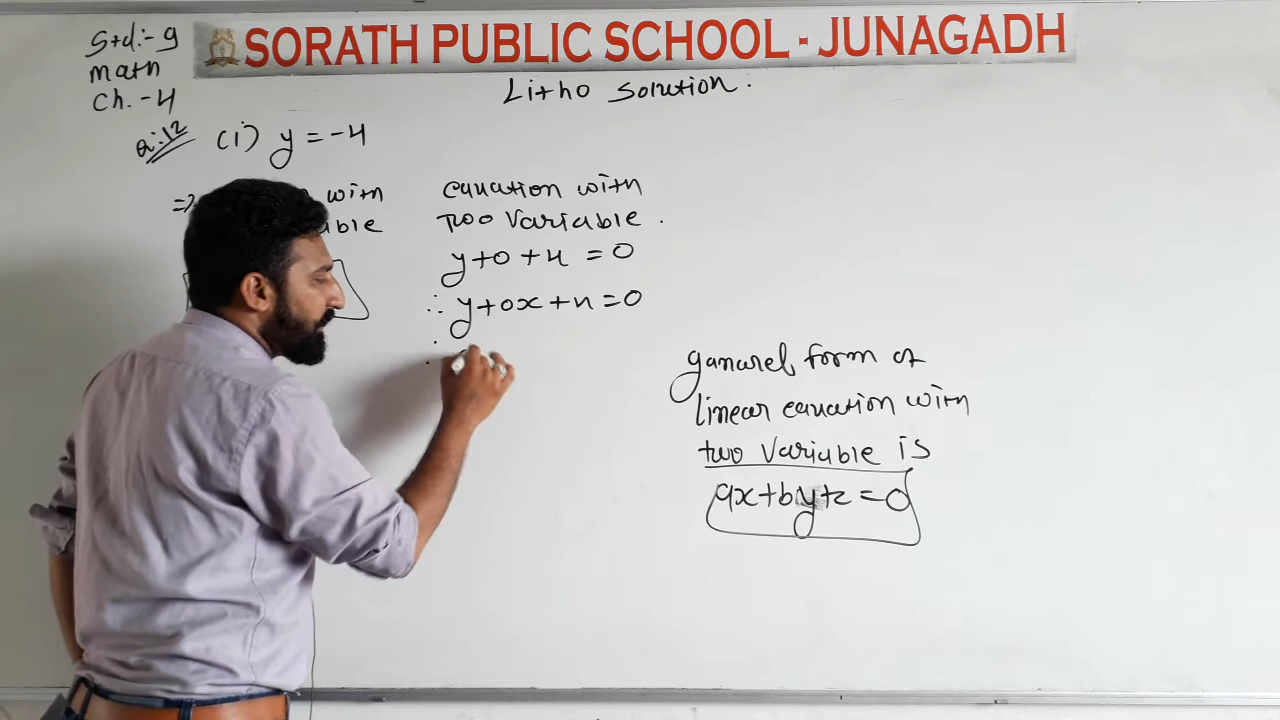 Std:- 9
math
Ch. - 4
SORATH PUBLIC SCHOOL - JUNAGADH
Litho Solution.
Q:12 (i) y = -4
=> with
able
equation with
two variable.
y+0+4 = 0
∴ y+0x+4=0
ganarel form of
linear equation with
two variable is
ax+by+c =0